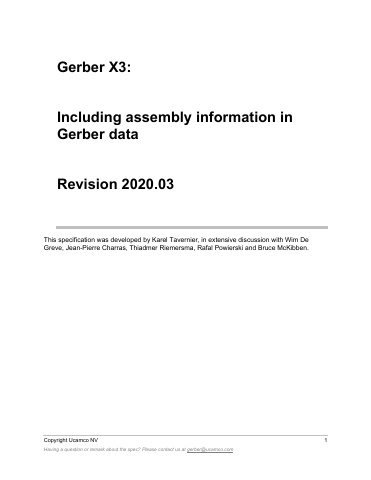 Gerber X3:
Including assembly information in
Gerber data
Revision 2020.03
This specification was developed by Karel Tavernier, in extensive discussion with Wim De
Greve, Jean-Pierre Charras, Thiadmer Riemersma, Rafal Powierski and Bruce McKibben.
Copyright Ucamco NV 1
Having a question or remark about the spec? Please contact us at gerber@ucamco.com